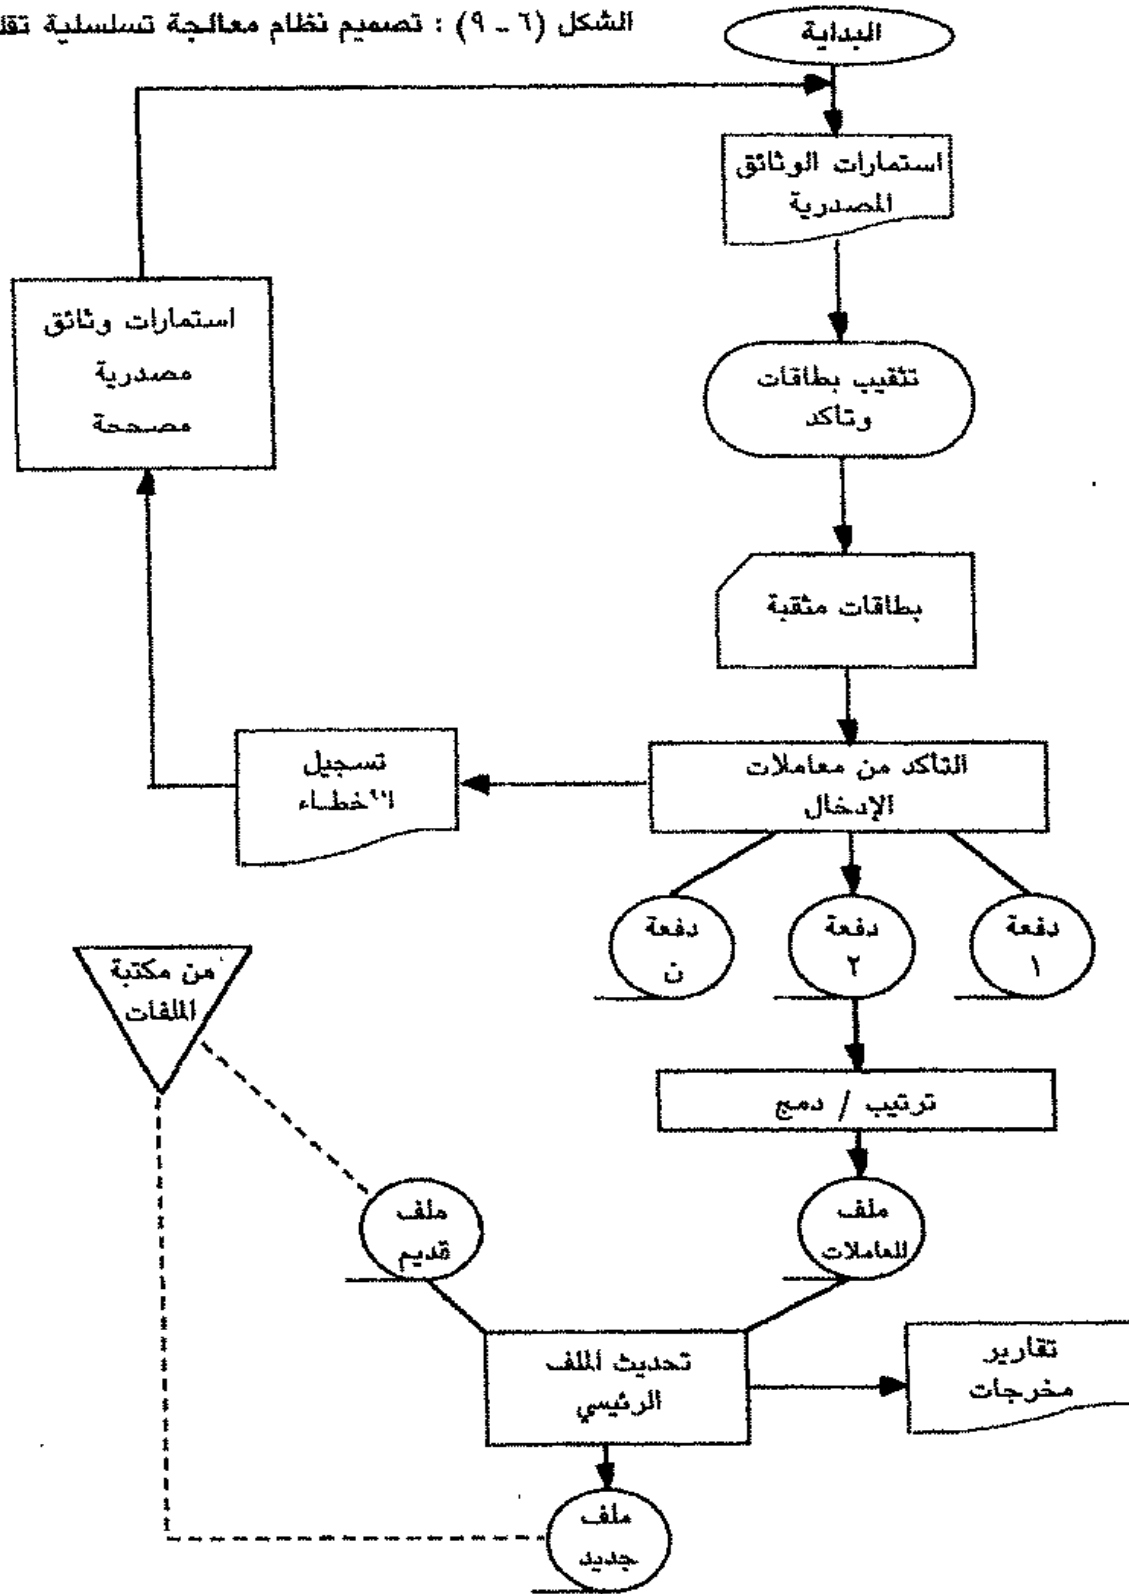 الشكل (٦ - ٩) : تصميم نظام معالجة تسلسلية
البداية
استمارات الوثائق
المصدرية
استمارات وثائق
مصدرية
مصححة
تثقيب بطاقات
وتأكد
بطاقات مثقبة
التأكد من معاملات
الإدخال
تسجيل
الأخطاء
دفعة
١
دفعة
٢
دفعة
ن
من مكتبة
الملفات
ترتيب / دمج
ملف
المعاملات
ملف
قديم
تحديث الملف
الرئيسي
تقارير
مخرجات
ملف
جديد